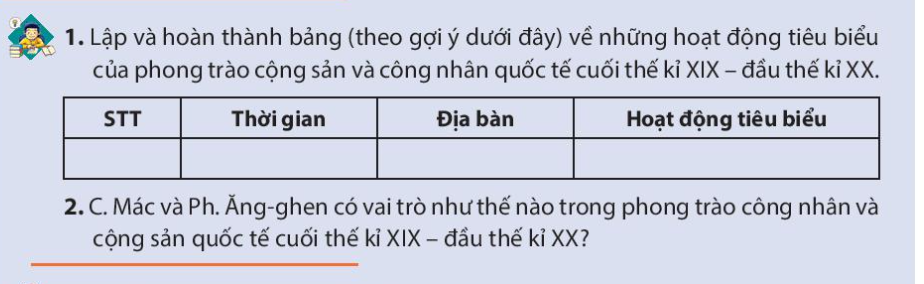 1. Lập và hoàn thành bảng (theo gợi ý dưới đây) về những hoạt động tiêu biểu
của phong trào cộng sản và công nhân quốc tế cuối thế kỉ XIX – đầu thế kỉ XX.
STT Thời gian Địa bàn Hoạt động tiêu biểu
2. C. Mác và Ph. Ăng-ghen có vai trò như thế nào trong phong trào công nhân và
cộng sản quốc tế cuối thế kỉ XIX – đầu thế kỉ XX?